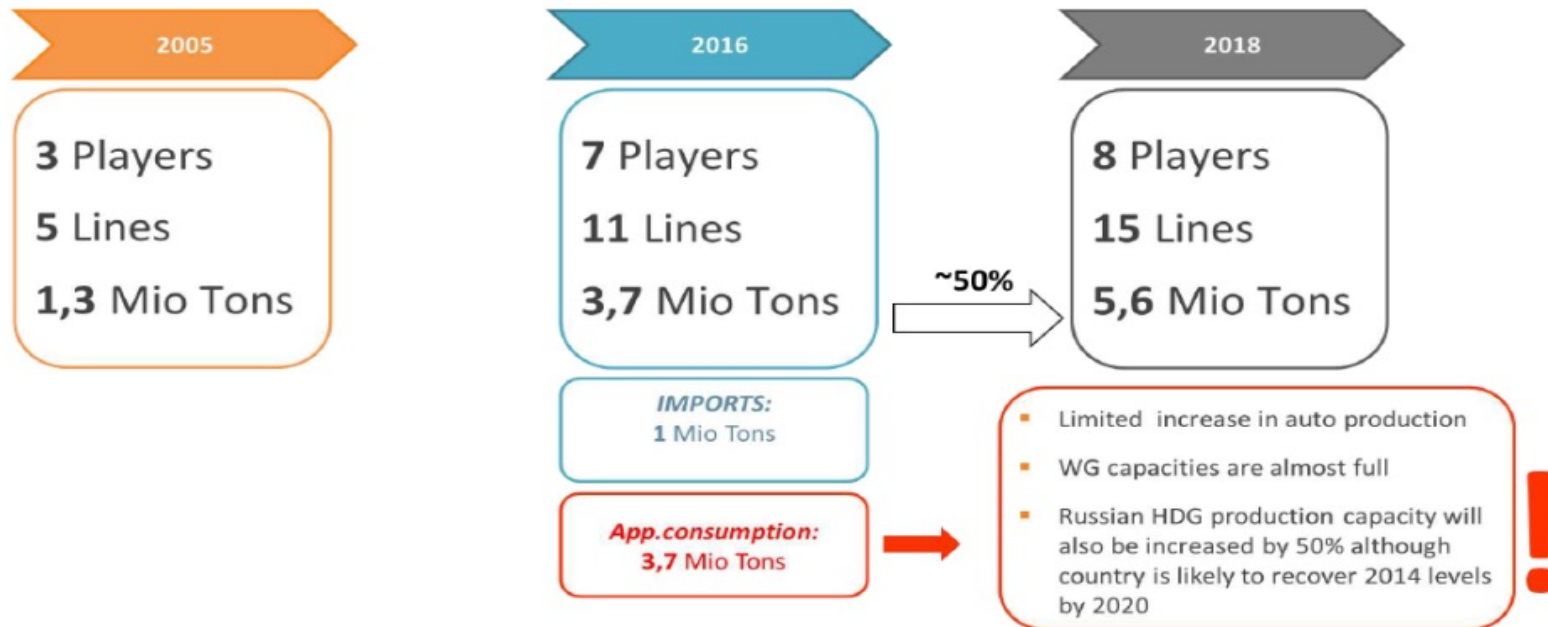 2005
3 Players
5 Lines
1,3 Mio Tons
2016
7 Players
11 Lines
3,7 Mio Tons
IMPORTS:
1 Mio Tons
App.consumption:
3,7 Mio Tons
~50%
2018
8 Players
15 Lines
5,6 Mio Tons
▪ Limited increase in auto production
▪ WG capacities are almost full
▪ Russian HDG production capacity will
also be increased by 50% although
country is likely to recover 2014 levels
by 2020
!